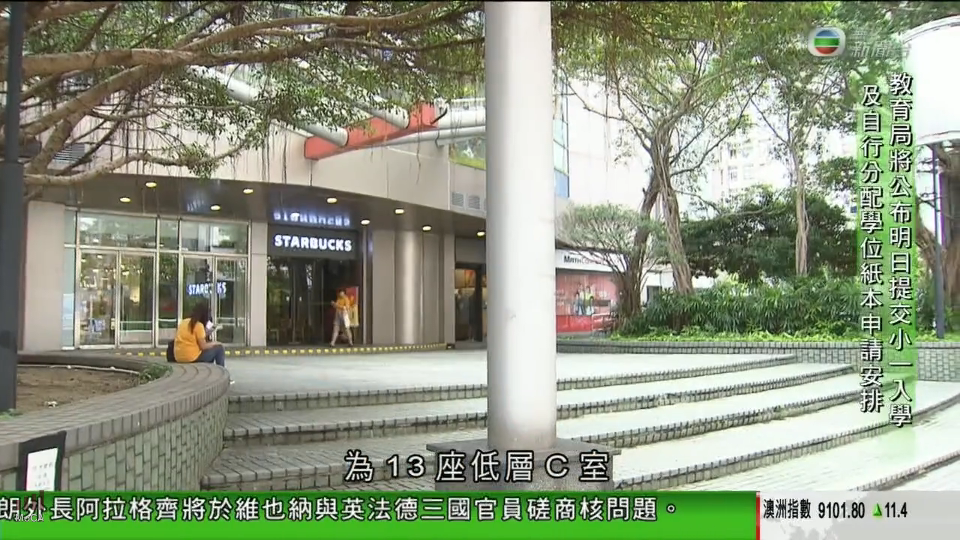 教育局將公布明日提交小一入學
及自行分配學位紙本申請安排
STARBUCKS
STARBUCKS
為13座低層C室
朗外長阿拉格齊將於維也納與英法德三國官員磋商核問題。
澳洲指數 9101.80 ▲11.4